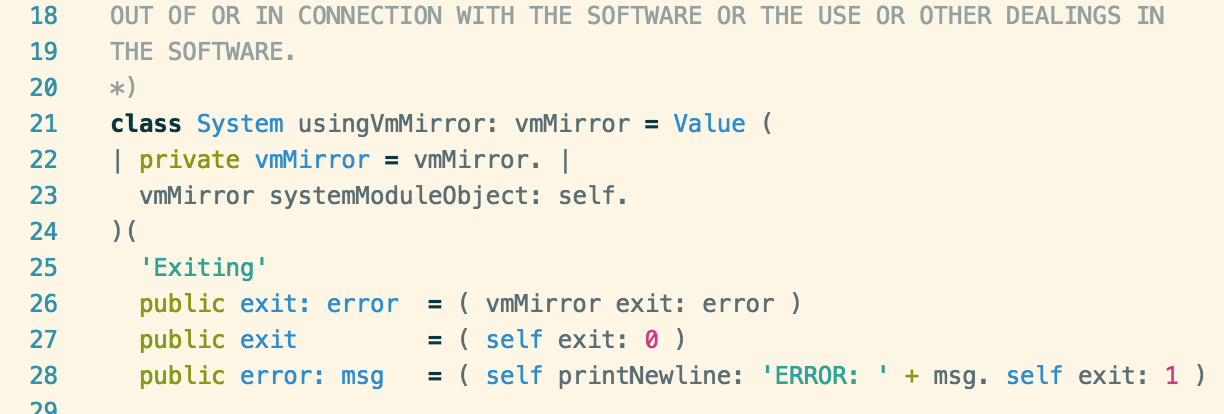 18 OUT OF OR IN CONNECTION WITH THE SOFTWARE OR THE USE OR OTHER DEALINGS IN
19 THE SOFTWARE.
20 *)
21 class System usingVmMirror: vmMirror = Value (
22 | private vmMirror = vmMirror. |
23   vmMirror systemModuleObject: self.
24 )(
25   'Exiting'
26   public exit: error  = ( vmMirror exit: error )
27   public exit         = ( self exit: 0 )
28   public error: msg   = ( self printNewline: 'ERROR: ' + msg. self exit: 1 )
29